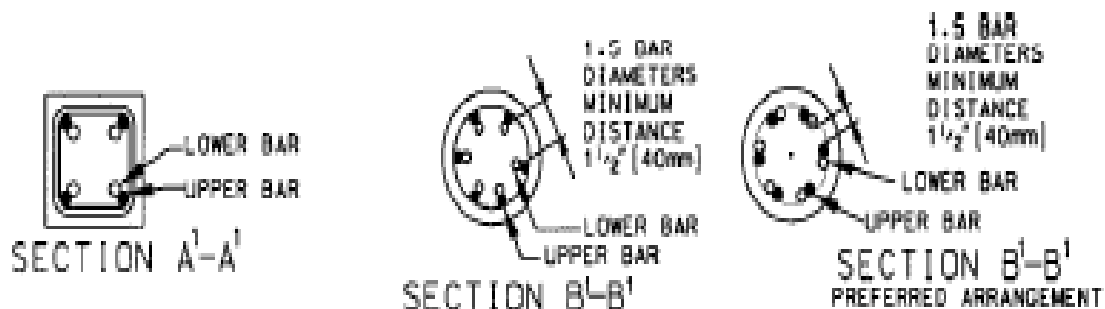 LOWER BAR
UPPER BAR
SECTION A¹-A¹
1.5 BAR
DIAMETERS
MINIMUM
DISTANCE
1½" (40mm)
LOWER BAR
UPPER BAR
SECTION B¹-B¹
1.5 BAR
DIAMETERS
MINIMUM
DISTANCE
1½" (40mm)
LOWER BAR
UPPER BAR
SECTION B¹-B¹
PREFERRED ARRANGEMENT